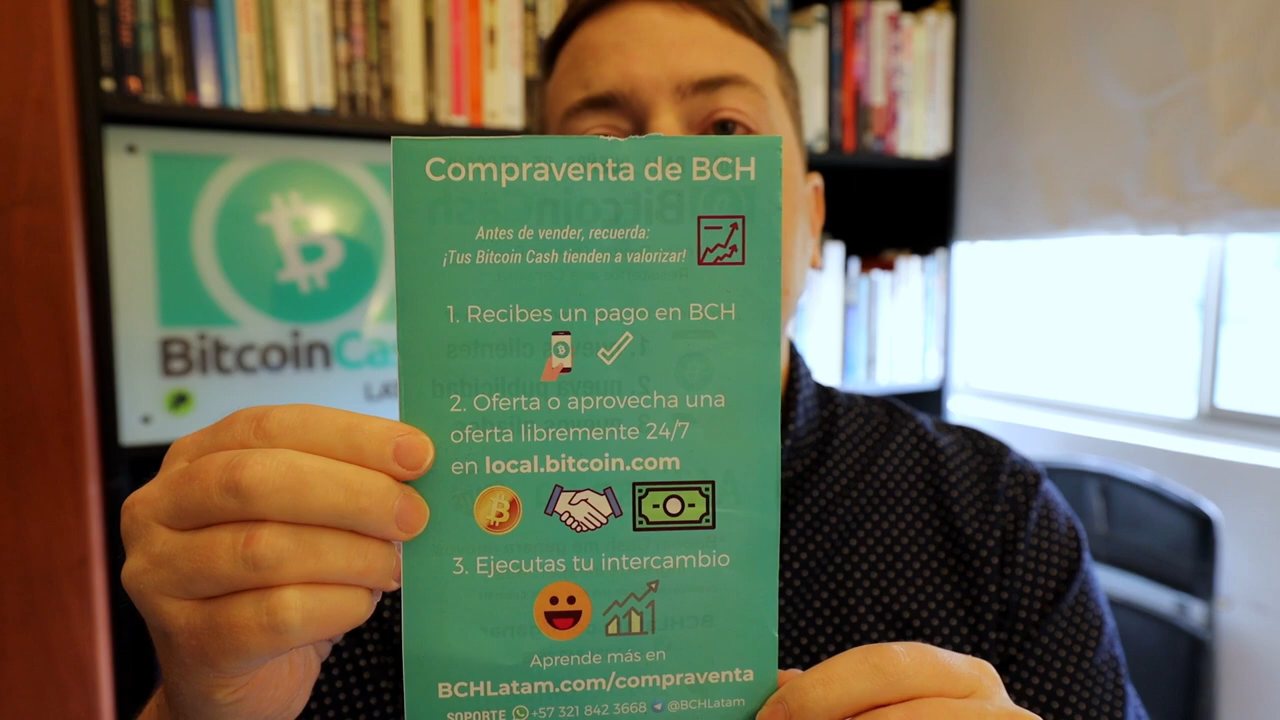 Compraventa de BCH
Antes de vender, recuerda:
¡Tus Bitcoin Cash tienden a valorizar!
1. Recibes un pago en BCH
2. Oferta o aprovecha una
oferta libremente 24/7
en local.bitcoin.com
3. Ejecutas tu intercambio
Aprende más en
BCHLatam.com/compraventa
SOPORTE +57 321 842 3668 @BCHLatam
BitcoinCa